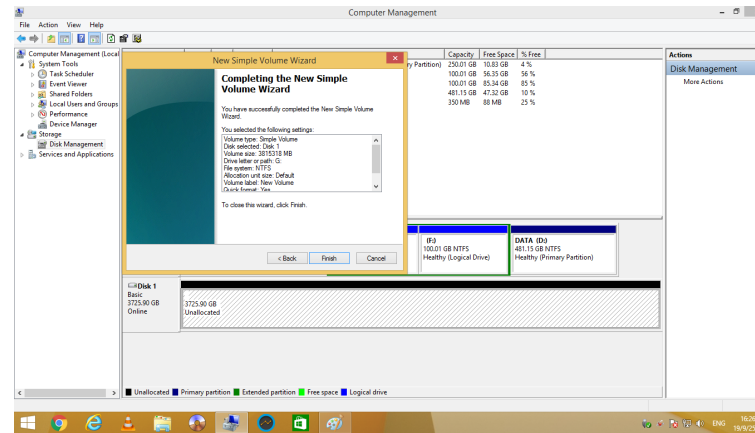 Computer Management
File Action View Help
Computer Management (Local
System Tools
Task Scheduler
Event Viewer
Shared Folders
Local Users and Groups
Performance
Device Manager
Storage
Disk Management
Services and Applications
Capacity Free Space % Free
ry Partition) 250.01 GB 10.83 GB 4 %
100.01 GB 56.35 GB 56 %
100.01 GB 85.34 GB 85 %
481.15 GB 47.32 GB 10 %
350 MB 88 MB 25 %
New Simple Volume Wizard
Completing the New Simple
Volume Wizard
You have successfully completed the New Simple Volume
Wizard.
You selected the following settings:
Volume type: Simple Volume
Disk selected: Disk 1
Volume size: 3815318 MB
Drive letter or path: G:
File system: NTFS
Allocation unit size: Default
Volume label: New Volume
Quick format: Yes
To close this wizard, click Finish.
< Back Finish Cancel
(F:)
100.01 GB NTFS
Healthy (Logical Drive)
DATA (D:)
481.15 GB NTFS
Healthy (Primary Partition)
Disk 1
Basic
3725.90 GB
Online
3725.90 GB
Unallocated
Unallocated Primary partition Extended partition Free space Logical drive
Actions
Disk Management
More Actions
ENG
16:26